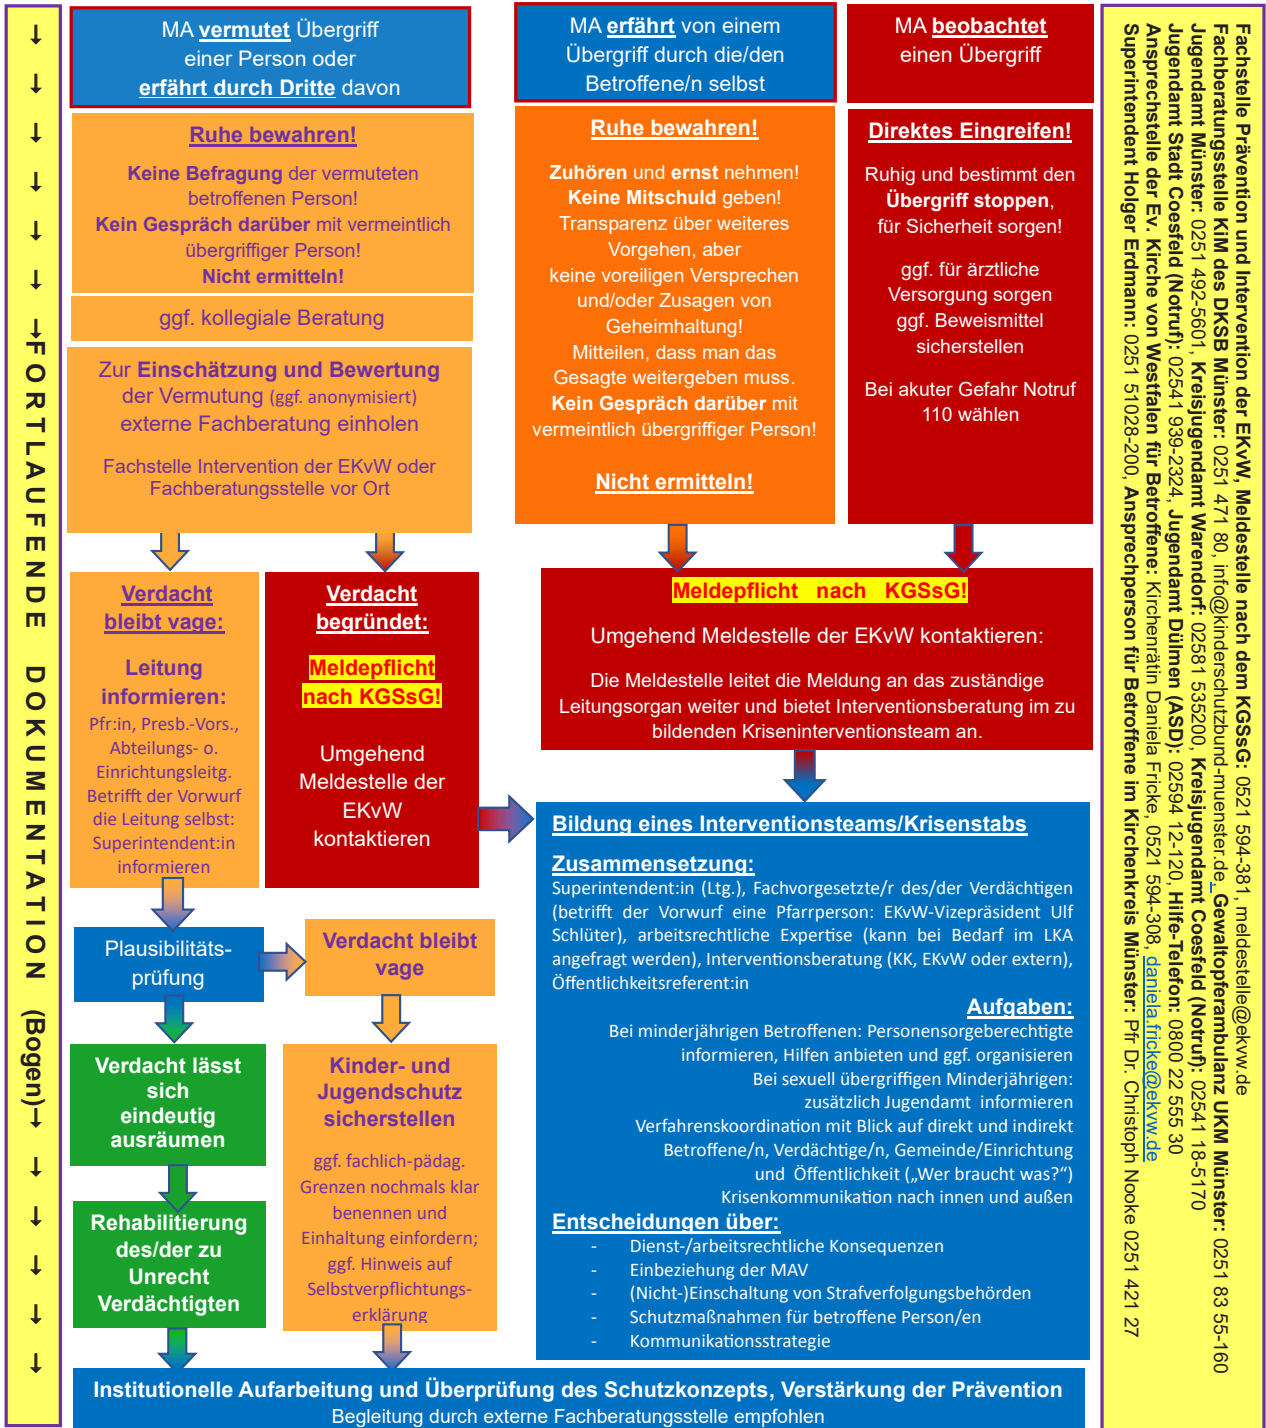 ↓
↓
↓
↓
↓
↓
↓FORTLAUFENDE DOKUMENTATION (Bogen)↓
↓
↓
↓
↓
↓
MA vermutet Übergriff
einer Person oder
erfährt durch Dritte davon
Ruhe bewahren!
Keine Befragung der vermuteten
betroffenen Person!
Kein Gespräch darüber mit vermeintlich
übergriffiger Person!
Nicht ermitteln!
ggf. kollegiale Beratung
Zur Einschätzung und Bewertung
der Vermutung (ggf. anonymisiert)
externe Fachberatung einholen
Fachstelle Intervention der EKvW oder
Fachberatungsstelle vor Ort
MA erfährt von einem
Übergriff durch die/den
Betroffene/n selbst
Ruhe bewahren!
Zuhören und ernst nehmen!
Keine Mitschuld geben!
Transparenz über weiteres
Vorgehen, aber
keine voreiligen Versprechen
und/oder Zusagen von
Geheimhaltung!
Mitteilen, dass man das
Gesagte weitergeben muss.
Kein Gespräch darüber mit
vermeintlich übergriffiger Person!
Nicht ermitteln!
MA beobachtet
einen Übergriff
Direktes Eingreifen!
Ruhig und bestimmt den
Übergriff stoppen,
für Sicherheit sorgen!
ggf. für ärztliche
Versorgung sorgen
ggf. Beweismittel
sicherstellen
Bei akuter Gefahr Notruf
110 wählen
Verdacht
bleibt vage:
Leitung
informieren:
Pfr:in, Presb.-Vors.,
Abteilungs- o.
Einrichtungsleitg.
Betrifft der Vorwurf
die Leitung selbst:
Superintendent:in
informieren
Verdacht
begründet:
Meldepflicht
nach KGSsG!
Umgehend
Meldestelle der
EKvW
kontaktieren
Meldepflicht nach KGSsG!
Umgehend Meldestelle der EKvW kontaktieren:
Die Meldestelle leitet die Meldung an das zuständige
Leitungsorgan weiter und bietet Interventionsberatung im zu
bildenden Kriseninterventionsteam an.
Plausibilitäts-
prüfung
Verdacht bleibt
vage
Verdacht lässt
sich
eindeutig
ausräumen
Kinder- und
Jugendschutz
sicherstellen
ggf. fachlich-pädag.
Grenzen nochmals klar
benennen und
Einhaltung einfordern;
ggf. Hinweis auf
Selbstverpflichtungs-
erklärung
Rehabilitierung
des/der zu
Unrecht
Verdächtigten
Bildung eines Interventionsteams/Krisenstabs
Zusammensetzung:
Superintendent:in (Ltg.), Fachvorgesetzte/r des/der Verdächtigen
(betrifft der Vorwurf eine Pfarrperson: EKvW-Vizepräsident Ulf
Schlüter), arbeitsrechtliche Expertise (kann bei Bedarf im LKA
angefragt werden), Interventionsberatung (KK, EKvW oder extern),
Öffentlichkeitsreferent:in
Aufgaben:
Bei minderjährigen Betroffenen: Personensorgeberechtigte
informieren, Hilfen anbieten und ggf. organisieren
Bei sexuell übergriffigen Minderjährigen:
zusätzlich Jugendamt informieren
Verfahrenskoordination mit Blick auf direkt und indirekt
Betroffene/n, Verdächtige/n, Gemeinde/Einrichtung
und Öffentlichkeit („Wer braucht was?“)
Krisenkommunikation nach innen und außen
Entscheidungen über:
- Dienst-/arbeitsrechtliche Konsequenzen
- Einbeziehung der MAV
- (Nicht-)Einschaltung von Strafverfolgungsbehörden
- Schutzmaßnahmen für betroffene Person/en
- Kommunikationsstrategie
Institutionelle Aufarbeitung und Überprüfung des Schutzkonzepts, Verstärkung der Prävention
Begleitung durch externe Fachberatungsstelle empfohlen
Fachstelle Prävention und Intervention der EKvW, Meldestelle nach dem KGSsG: 0521 594-381, meldestelle@ekvw.de
Fachberatungsstelle KiM des DKSB Münster: 0251 471 80, info@kinderschutzbund-muenster.de, Gewaltopferambulanz UKM Münster: 0251 83 55-160
Jugendamt Münster: 0251 492-5601, Kreisjugendamt Warendorf: 02581 535200, Kreisjugendamt Coesfeld (Notruf): 02541 18-5170
Jugendamt Stadt Coesfeld (Notruf): 02541 939-2324, Jugendamt Dülmen (ASD): 02594 12-120, Hilfe-Telefon: 0800 22 555 30
Ansprechstelle der Ev. Kirche von Westfalen für Betroffene: Kirchenrätin Daniela Fricke, 0521 594-308, daniela.fricke@ekvw.de
Superintendent Holger Erdmann: 0251 51028-200, Ansprechperson für Betroffene im Kirchenkreis Münster: Pfr Dr. Christoph Nooke 0251 421 27